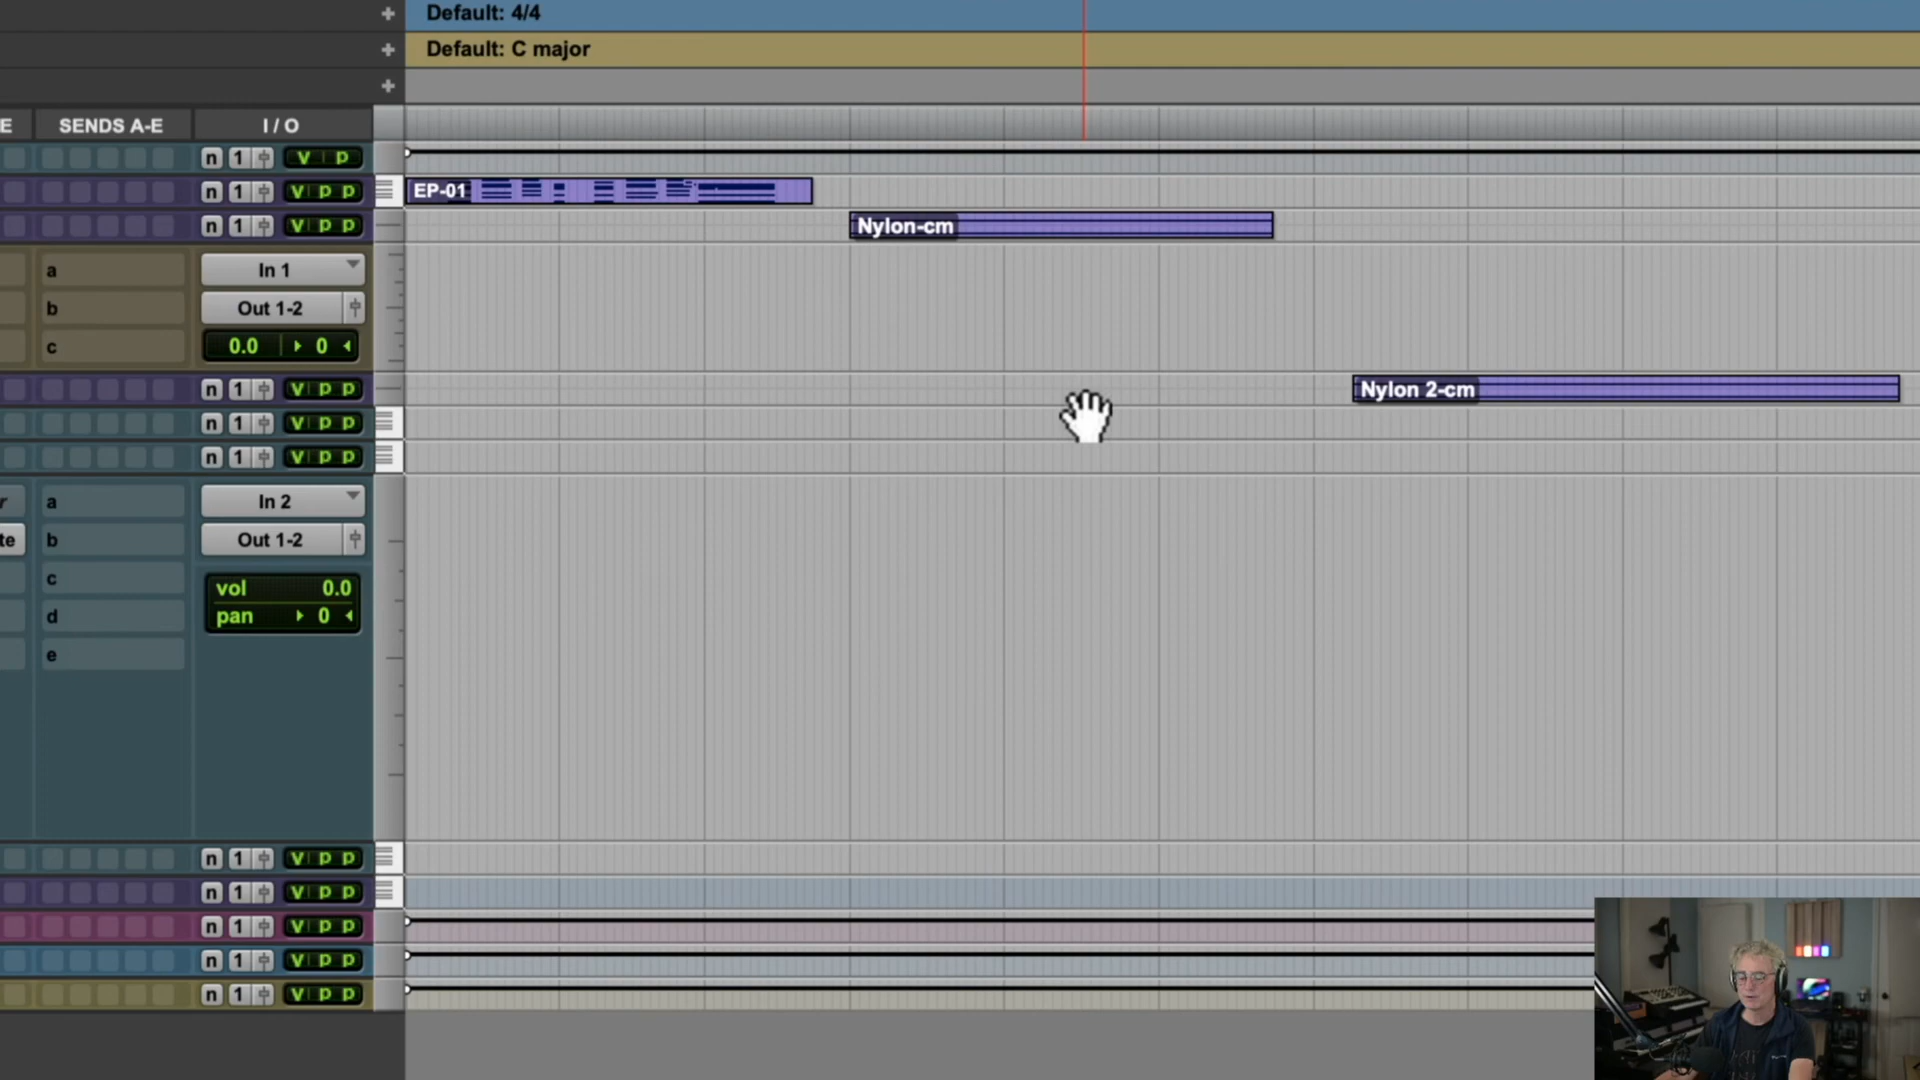 Default: 4/4
Default: C major
E SENDS A-E I / O
n 1 V p
n 1 V p p EP-01
n 1 V p p Nylon-cm
a In 1
b Out 1-2
c 0.0 0
n 1 V p p Nylon 2-cm
n 1 V p p
n 1 V p p
r a In 2
te b Out 1-2
c vol 0.0
d pan 0
e
n 1 V p p
n 1 V p p
n 1 V p p
n 1 V p p
n 1 V p p